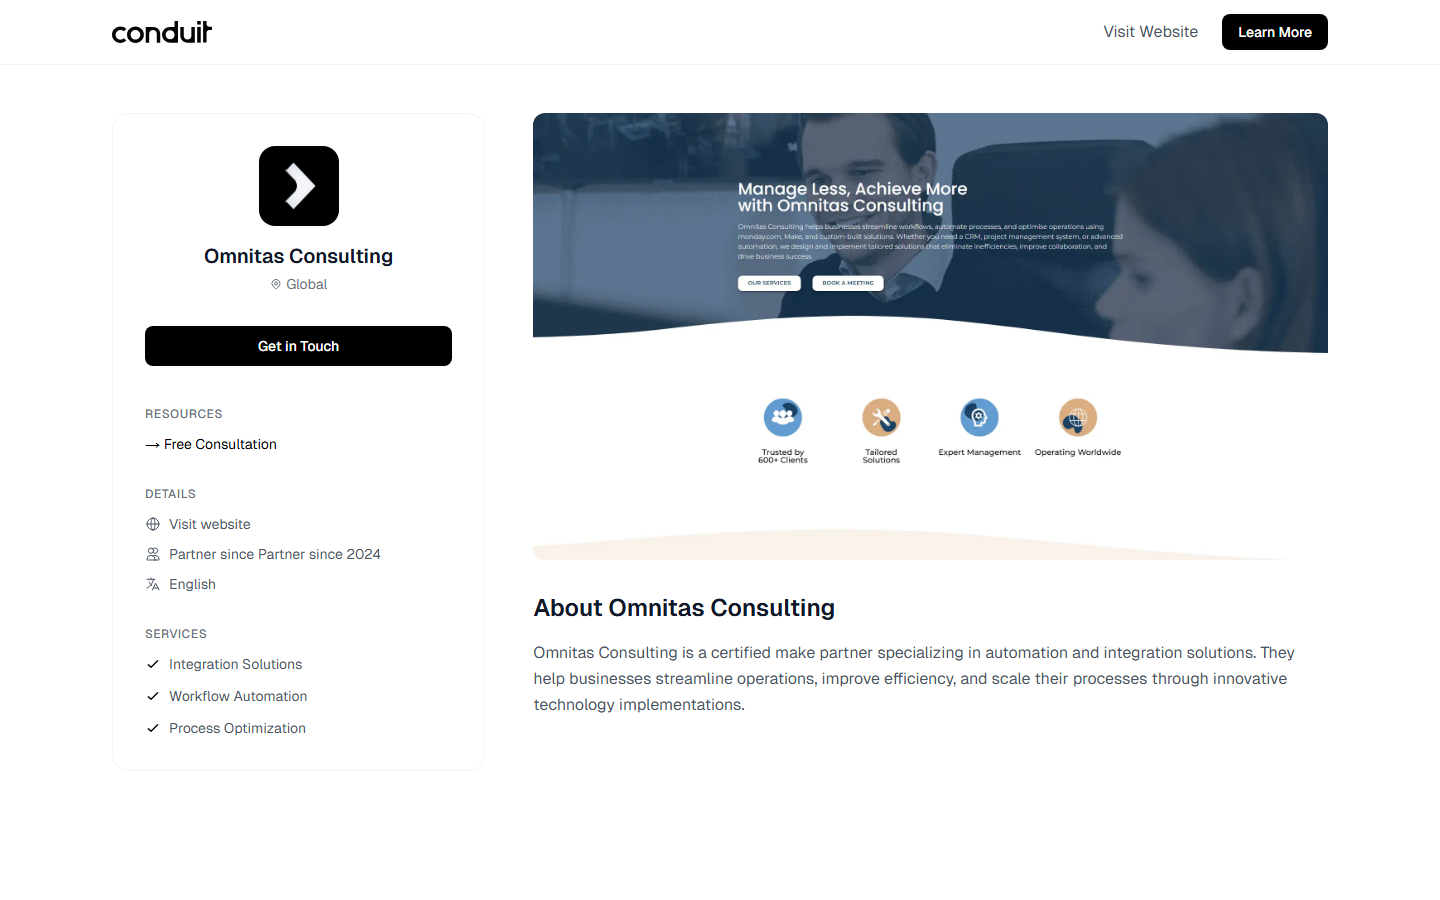 conduit
Visit Website
Learn More
Omnitas Consulting
Global
Get in Touch
RESOURCES
→ Free Consultation
DETAILS
Visit website
Partner since Partner since 2024
English
SERVICES
Integration Solutions
Workflow Automation
Process Optimization
Manage Less, Achieve More
with Omnitas Consulting
Omnitas Consulting helps businesses streamline workflows, automate processes, and optimise operations using
monday.com, Make, and custom-built solutions. Whether you need a CRM, project management system, or advanced
automation, we design and implement tailored solutions that eliminate inefficiencies, improve collaboration, and
drive business success.
OUR SERVICES
BOOK A MEETING
Trusted by
600+ Clients
Tailored
Solutions
Expert Management
Operating Worldwide
About Omnitas Consulting
Omnitas Consulting is a certified make partner specializing in automation and integration solutions. They
help businesses streamline operations, improve efficiency, and scale their processes through innovative
technology implementations.